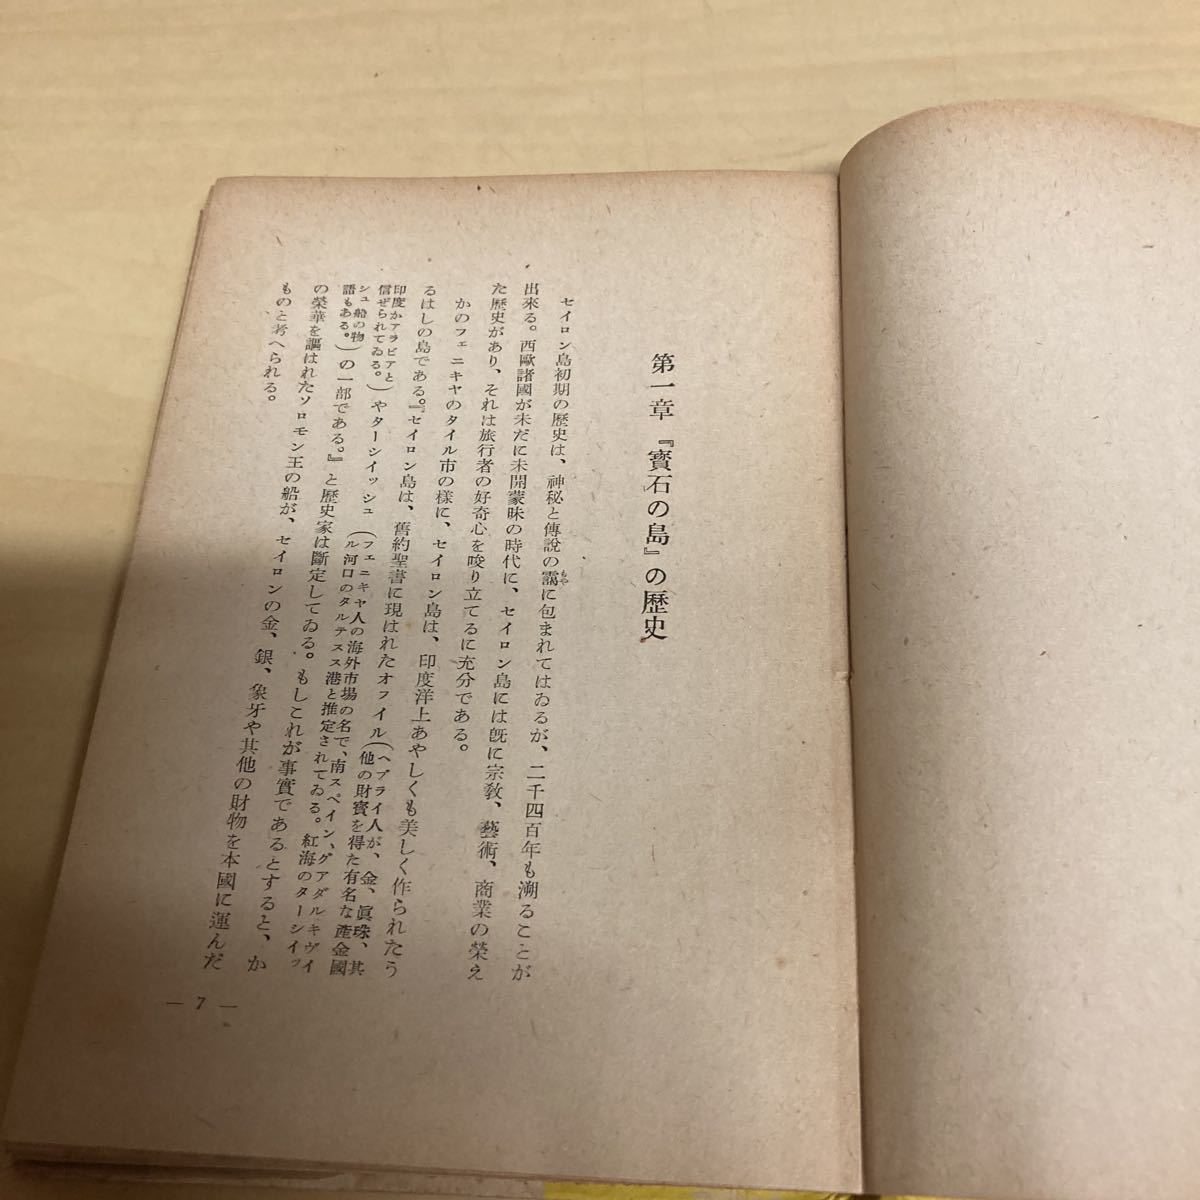 第一章 『寶石の島』の歷史
セイロン島初期の歷史は、神秘と傳說の靄に包まれてはゐるが、二千四百年も溯ることが
もや
出來る。西歐諸國が未だに未開蒙昧の時代に、セイロン島には既に宗敎、藝術、商業の榮え
た歷史があり、それは旅行者の好奇心を唆り立てるに充分である。
かのフェニキヤのタイル市の樣に、セイロン島は、印度洋上あやしくも美しく作られたう
るはしの島である。『セイロン島は、舊約聖書に現はれたオフイル(ヘブライ人が、金、眞珠、其他の財寳を得た有名な產金國
印度かアラビアと信ぜられてゐる。)やターシイッシュ(フェニキヤ人の海外市場の名で、南スペイン、グアダルキヴイル河口のタルテスス港と推定されてゐる。紅海のターシイッ
シュ船の物語もある。)の一部である。』と歷史家は斷定してゐる。もしこれが事實であるとすると、か
の榮華を謳はれたソロモン王の船が、セイロンの金、銀、象牙や其他の財物を本國に運んだ
ものと考へられる。
— 7 —